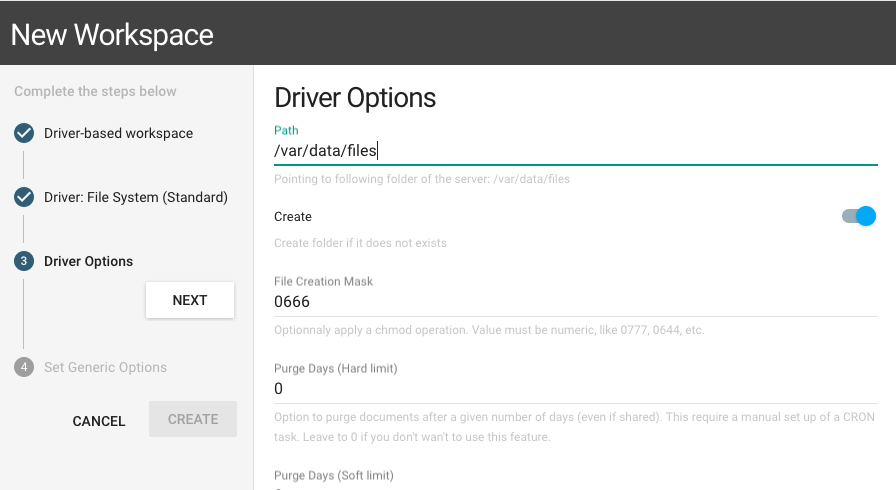 New Workspace
Complete the steps below
Driver-based workspace
Driver: File System (Standard)
3 Driver Options
NEXT
4 Set Generic Options
CANCEL CREATE
Driver Options
Path
/var/data/files
Pointing to following folder of the server: /var/data/files
Create
Create folder if it does not exists
File Creation Mask
0666
Optionnaly apply a chmod operation. Value must be numeric, like 0777, 0644, etc.
Purge Days (Hard limit)
0
Option to purge documents after a given number of days (even if shared). This require a manual set up of a CRON
task. Leave to 0 if you don't wan't to use this feature.
Purge Days (Soft limit)